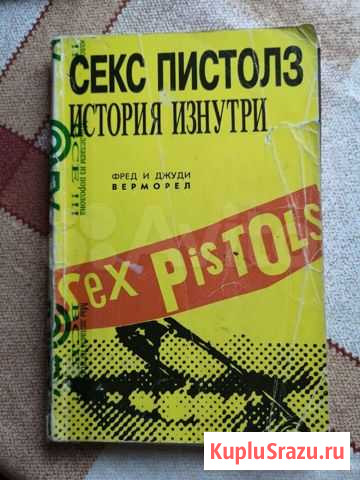 СЕКС ПИСТОЛЗ
ИСТОРИЯ ИЗНУТРИ
ФРЕД И ДЖУДИ
ВЕРМОРЕЛ
Sex PiSTOLS
KupluSrazu.ru